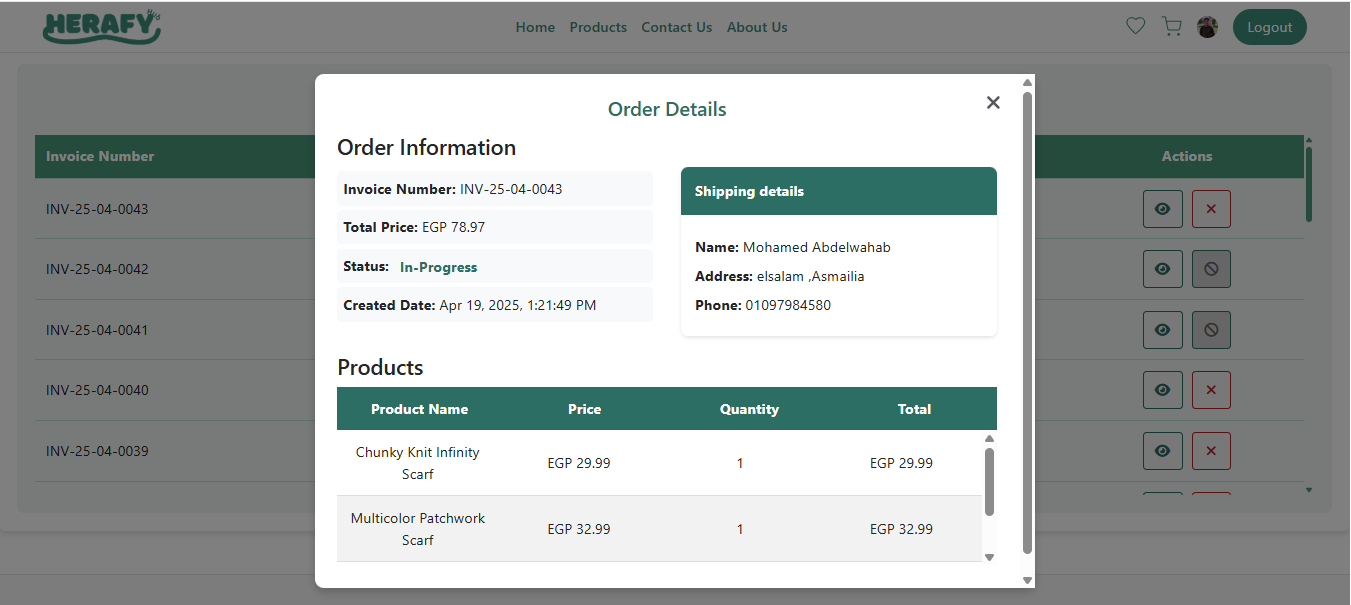 HERAFY
Home Products Contact Us About Us
Logout
Order Details
Order Information
Invoice Number: INV-25-04-0043
Total Price: EGP 78.97
Status: In-Progress
Created Date: Apr 19, 2025, 1:21:49 PM
Shipping details
Name: Mohamed Abdelwahab
Address: elsalam ,Asmailia
Phone: 01097984580
Products
Product Name Price Quantity Total
Chunky Knit Infinity
Scarf
EGP 29.99 1 EGP 29.99
Multicolor Patchwork
Scarf
EGP 32.99 1 EGP 32.99
Invoice Number Actions
INV-25-04-0043
INV-25-04-0042
INV-25-04-0041
INV-25-04-0040
INV-25-04-0039